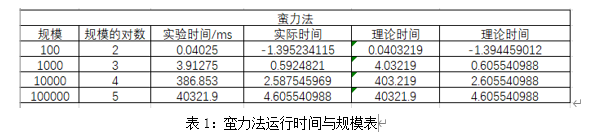 蛮力法
规模 规模的对数 实验时间/ms 实际时间 理论时间 理论时间
100 2 0.04025 -1.395234115 0.0403219 -1.394459012
1000 3 3.91275 0.5924821 4.03219 0.605540988
10000 4 386.853 2.587545969 403.219 2.605540988
100000 5 40321.9 4.605540988 40321.9 4.605540988
表 1：蛮力法运行时间与规模表